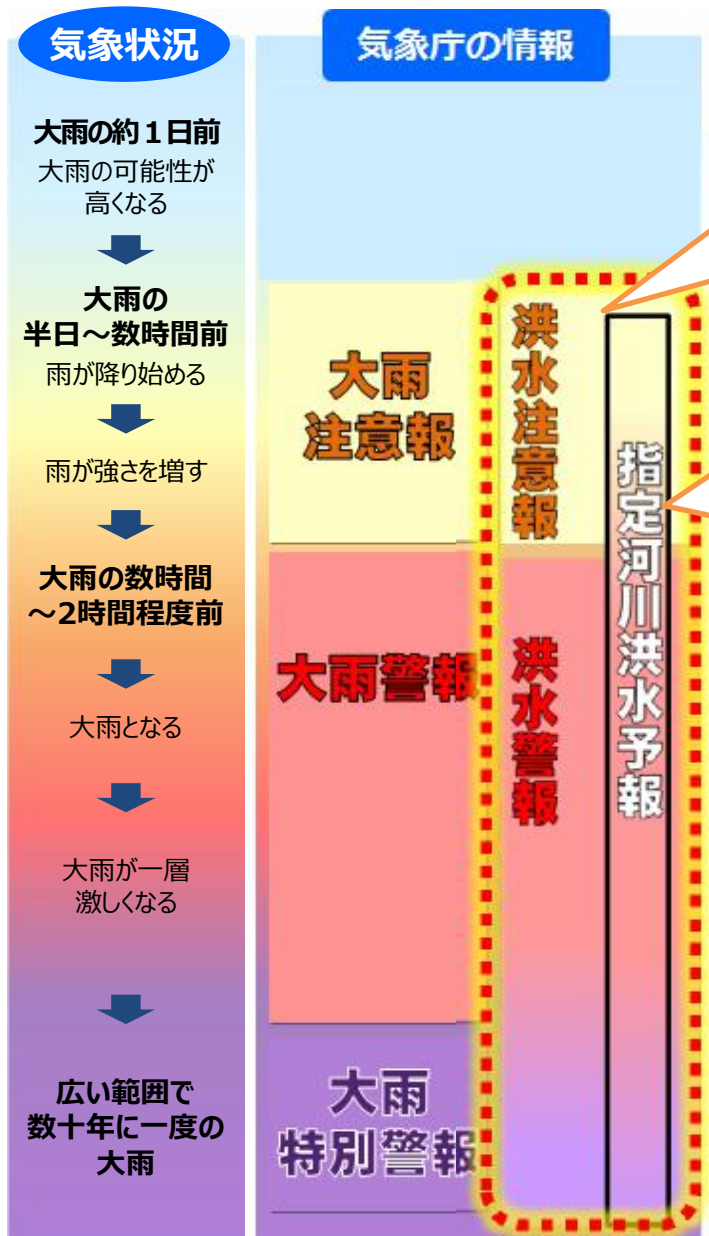 気象状況
大雨の約1日前
大雨の可能性が
高くなる
大雨の
半日～数時間前
雨が降り始める
雨が強さを増す
大雨の数時間
～2時間程度前
大雨となる
大雨が一層
激しくなる
広い範囲で
数十年に一度の
大雨
気象庁の情報
大雨
注意報
大雨警報
大雨
特別警報
洪水注意報
洪水警報
指定河川洪水予報